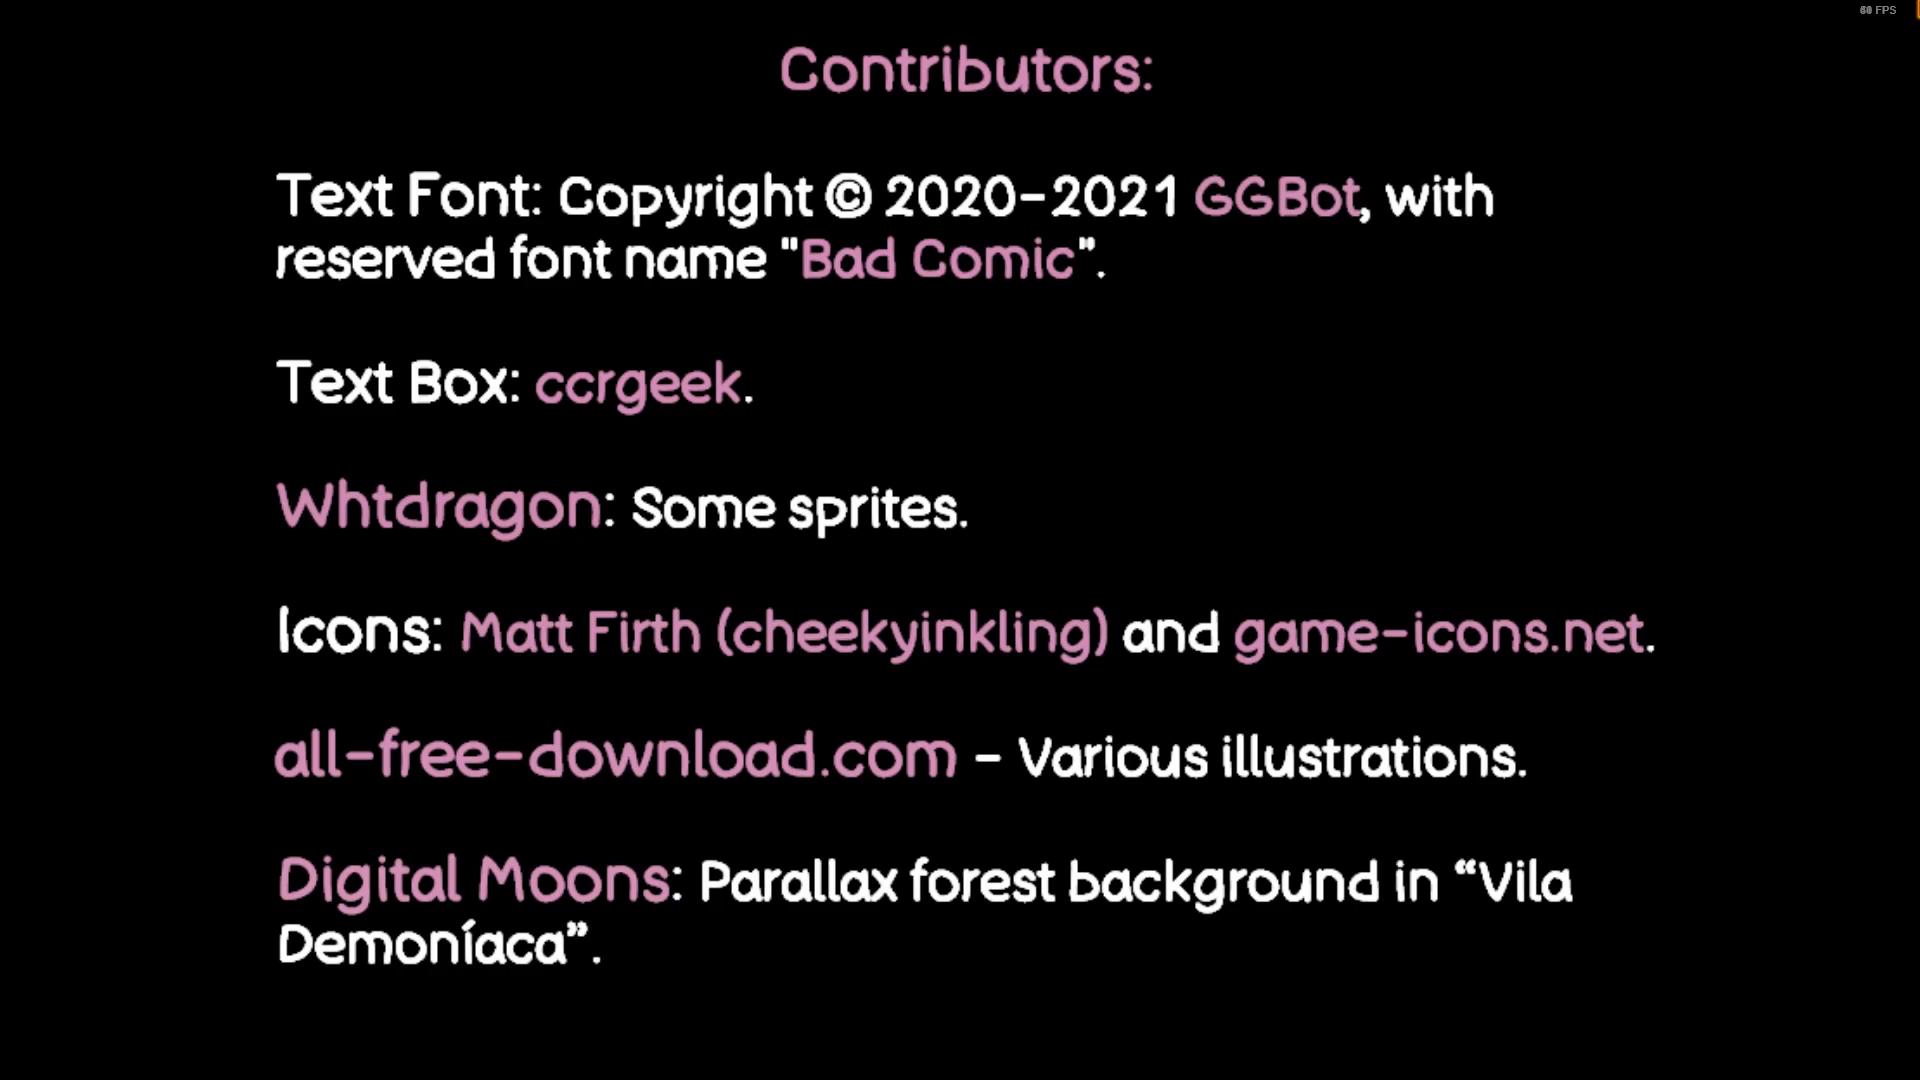 Contributors:
Text Font: Copyright © 2020-2021 GGBot, with
reserved font name "Bad Comic".
Text Box: ccrgeek.
Whtdragon: Some sprites.
Icons: Matt Firth (cheekyinkling) and game-icons.net.
all-free-download.com - Various illustrations.
Digital Moons: Parallax forest background in “Vila
Demoníaca”.
FPS